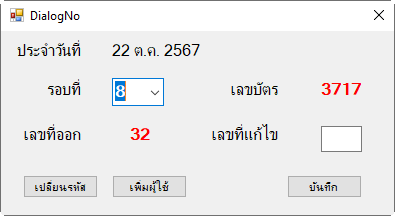 DialogNo
ประจำวันที่ 22 ต.ค. 2567
รอบที่ 8 เลขบัตร 3717
เลขที่ออก 32 เลขที่แก้ไข
เปลี่ยนรหัส เพิ่มผู้ใช้ บันทึก